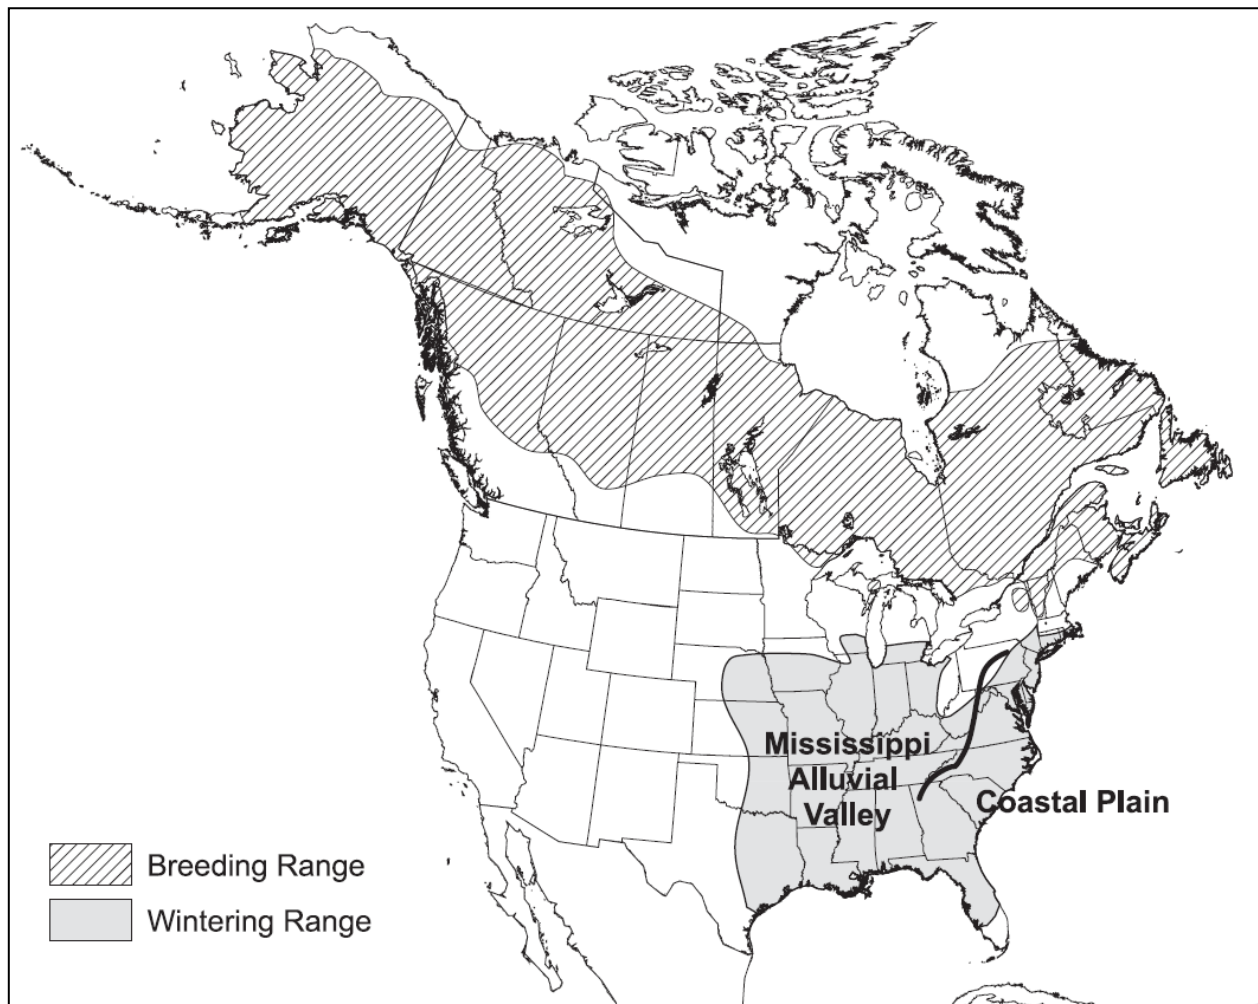 Mississippi
Alluvial
Valley
Coastal Plain
Breeding Range
Wintering Range